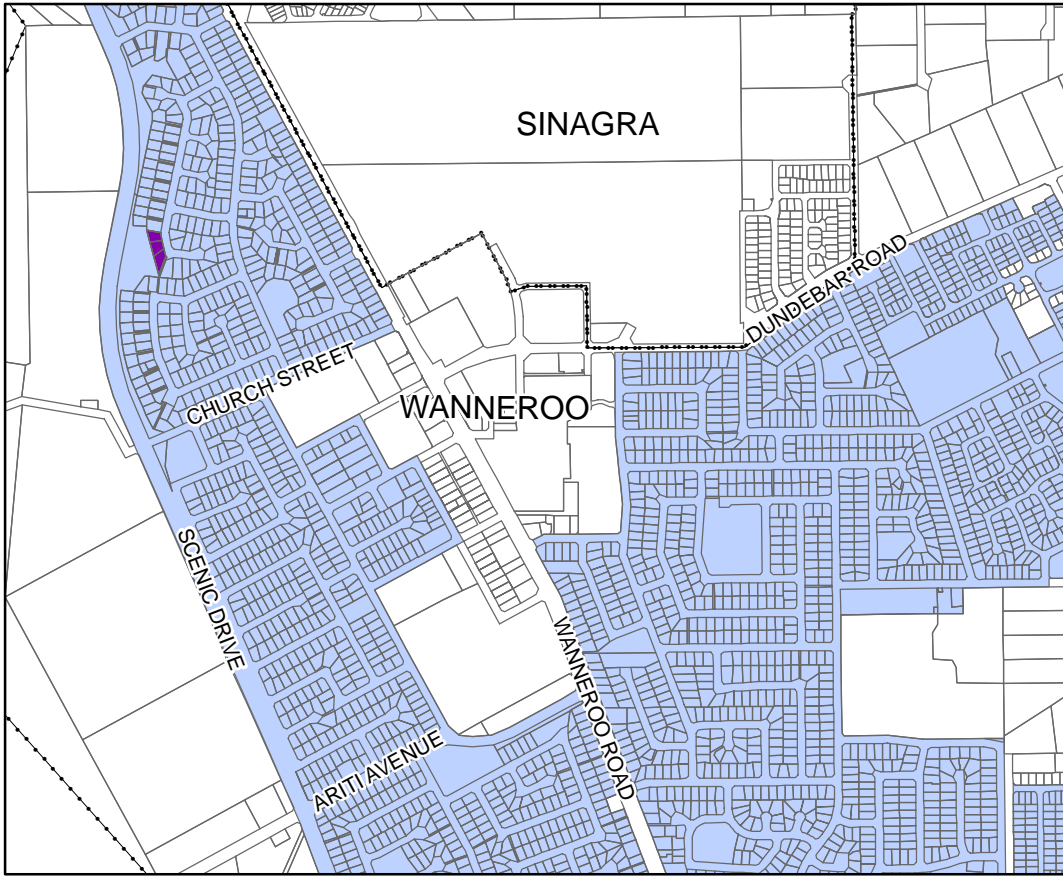 SINAGRA
DUNDEBAR ROAD
CHURCH STREET
WANNEROO
SCENIC DRIVE
WANNEROO ROAD
ARITI AVENUE